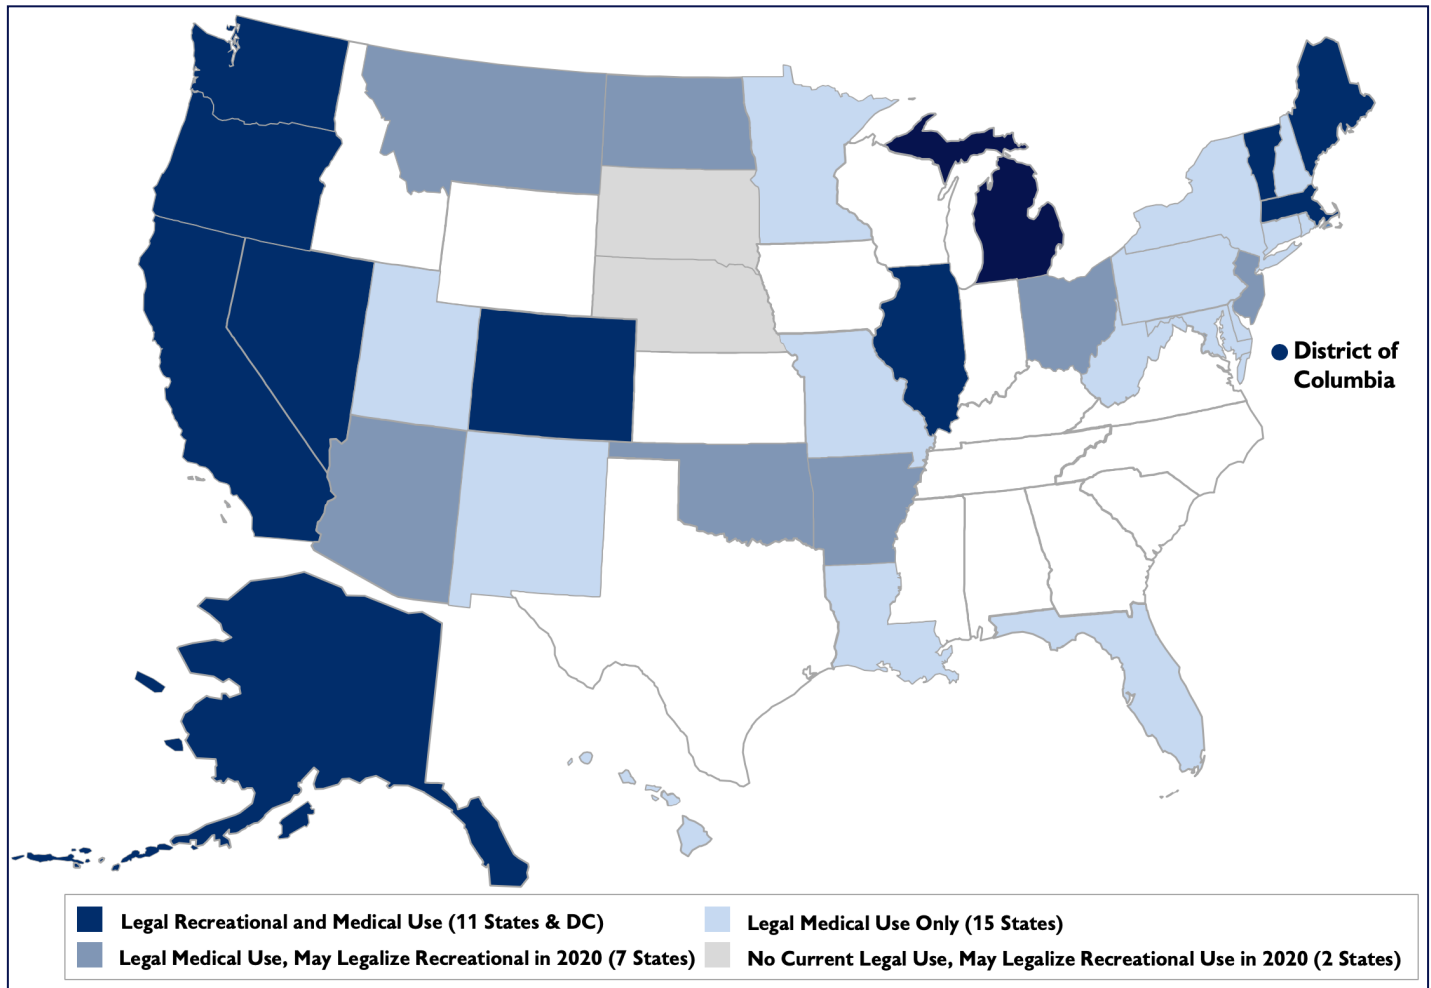 District of
Columbia
Legal Recreational and Medical Use (11 States & DC)
Legal Medical Use Only (15 States)
Legal Medical Use, May Legalize Recreational in 2020 (7 States)
No Current Legal Use, May Legalize Recreational Use in 2020 (2 States)